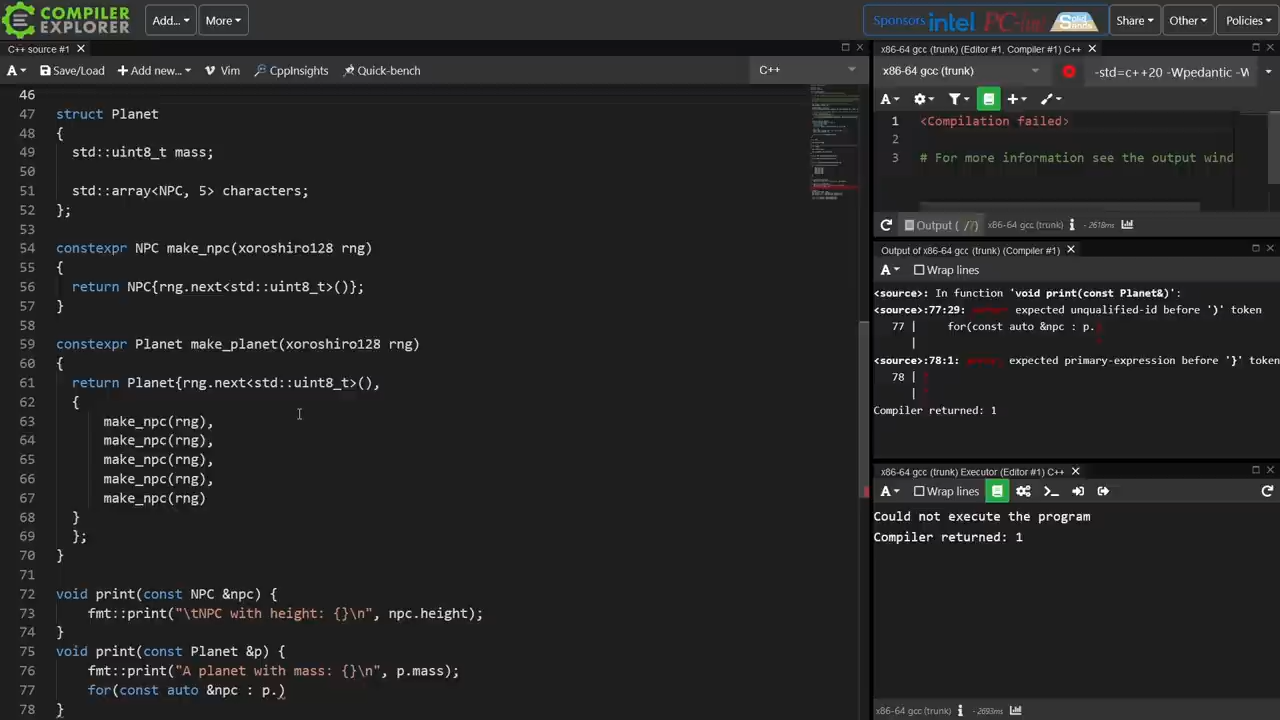 COMPILER
EXPLORER
Add...
More
Sponsors intel PC-lint Solid Sands
Share
Other
Policies
C++ source #1
A
Save/Load
Add new...
Vim
CppInsights
Quick-bench
C++
46
47 struct Planet
48 {
49 std::uint8_t mass;
50
51 std::array<NPC, 5> characters;
52 };
53
54 constexpr NPC make_npc(xoroshiro128 rng)
55 {
56 return NPC{rng.next<std::uint8_t>()};
57 }
58
59 constexpr Planet make_planet(xoroshiro128 rng)
60 {
61 return Planet{rng.next<std::uint8_t>(),
62 {
63 make_npc(rng),
64 make_npc(rng),
65 make_npc(rng),
66 make_npc(rng),
67 make_npc(rng)
68 }
69 };
70 }
71
72 void print(const NPC &npc) {
73 fmt::print("\tNPC with height: {}\n", npc.height);
74 }
75 void print(const Planet &p) {
76 fmt::print("A planet with mass: {}\n", p.mass);
77 for(const auto &npc : p.)
78 }
x86-64 gcc (trunk) (Editor #1, Compiler #1) C++
x86-64 gcc (trunk)
-std=c++20 -Wpedantic -W
A
1 <Compilation failed>
2
3 # For more information see the output wind
Output ( / ) x86-64 gcc (trunk) i - 2618ms
Output of x86-64 gcc (trunk) (Compiler #1)
A Wrap lines
<source>: In function 'void print(const Planet&)':
<source>:77:29: expected unqualified-id before ')' token
77 | for(const auto &npc : p.
|
<source>:78:1: expected primary-expression before '}' token
78 |
|
Compiler returned: 1
x86-64 gcc (trunk) Executor (Editor #1) C++
A Wrap lines
Could not execute the program
Compiler returned: 1
x86-64 gcc (trunk) i - 2693ms